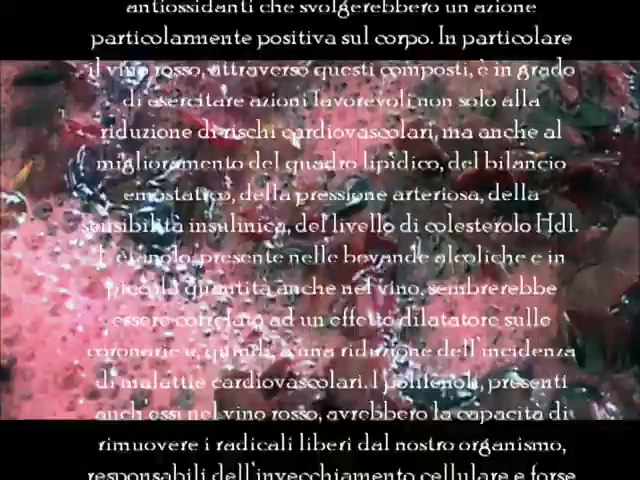 antiossidanti che svolgerebbero un azione
particolarmente positiva sul corpo. In particolare
il vino rosso, attraverso questi composti, è in grado
di esercitare azioni favorevoli non solo alla
riduzione di rischi cardiovascolari, ma anche al
miglioramento del quadro lipidico, del bilancio
emostatico, della pressione arteriosa, della
sensibilità insulinica, del livello di colesterolo Hdl.
L'etanolo, presente nelle bevande alcoliche e in
piccola quantità anche nel vino, sembrerebbe
essere correlato ad un effetto dilatatore sulle
coronarie e, quindi, a una riduzione dell'incidenza
di malattie cardiovascolari. I polifenoli, presenti
anch'essi nel vino rosso, avrebbero la capacità di
rimuovere i radicali liberi dal nostro organismo,
responsabili dell'invecchiamento cellulare e forse